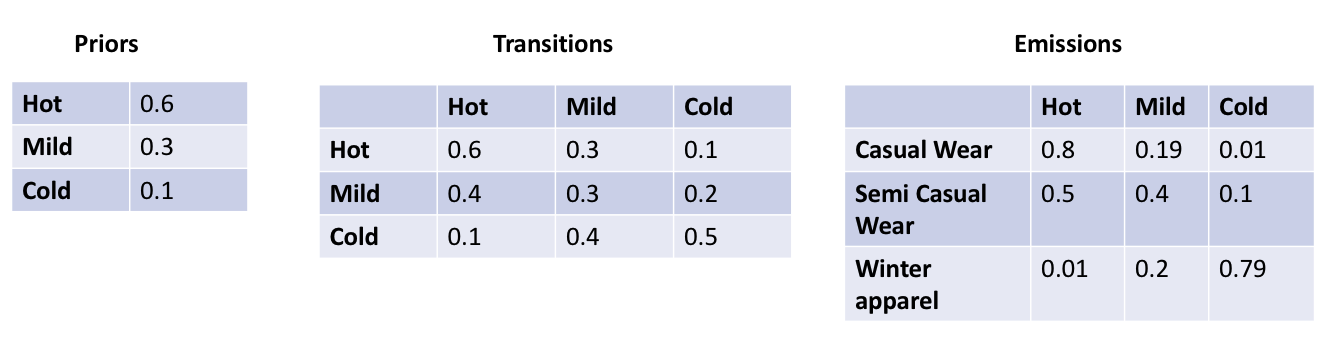 Priors
Hot 0.6
Mild 0.3
Cold 0.1
Transitions
Hot Mild Cold
Hot 0.6 0.3 0.1
Mild 0.4 0.3 0.2
Cold 0.1 0.4 0.5
Emissions
Hot Mild Cold
Casual Wear 0.8 0.19 0.01
Semi Casual 0.5 0.4 0.1
Wear
Winter 0.01 0.2 0.79
apparel